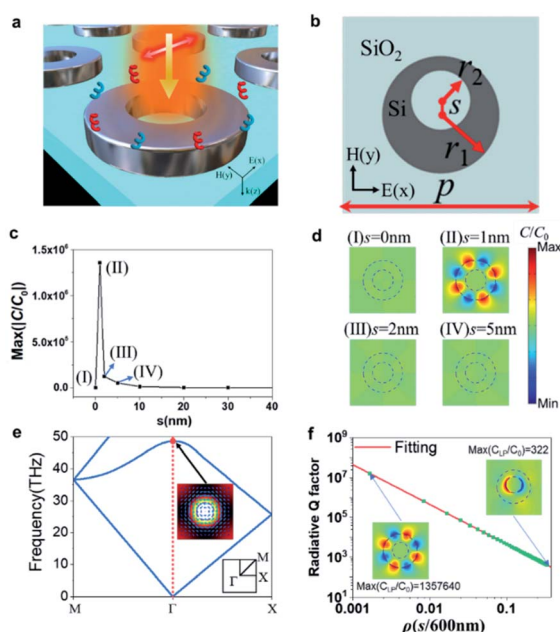 a
E(x)
H(y)
k(z)
b
SiO2
Si
r2
s
r1
H(y)
E(x)
p
c
Max(|C/C0|)
1.5x10^6
1.0x10^6
5.0x10^5
0.0
(I)
(II)
(III)
(IV)
0 10 20 30 40
s(nm)
d
(I)s=0nm (II)s=1nm
(III)s=2nm (IV)s=5nm
C/C0
Max
Min
e
Frequency(THz)
50
40
30
20
10
0
M Γ X
M
Γ X
f
Radiative Q factor
10^9
10^7
10^5
10^3
10^1
Fitting
Max(CLP/C0)=322
Max(CLP/C0)=1357640
0.001 0.01 0.1
ρ(s/600nm)